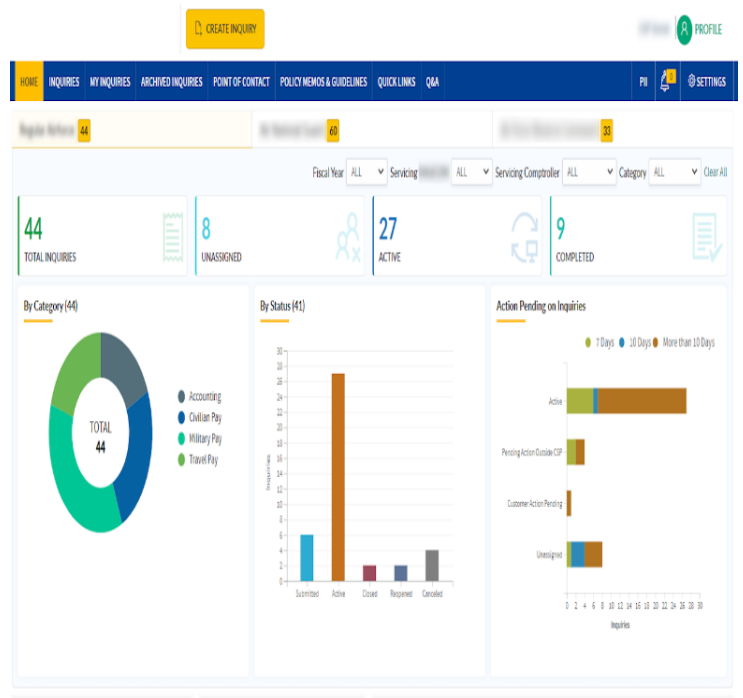 CREATE INQUIRY
PROFILE
HOME INQUIRIES MY INQUIRIES ARCHIVED INQUIRIES POINT OF CONTACT POLICY MEMOS & GUIDELINES QUICK LINKS Q&A PII SETTINGS
44 60 33
Fiscal Year ALL Servicing ALL Servicing Comptroller ALL Category ALL Clear All
44 8 27 9
TOTAL INQUIRIES UNASSIGNED ACTIVE COMPLETED
By Category (44) By Status (41) Action Pending on Inquiries
7 Days 10 Days More than 10 Days
Accounting
Civilian Pay
Military Pay
Travel Pay
TOTAL
44
30
28
26
24
22
20
18
16
14
12
10
8
6
4
2
0
Inquiries
Submitted Active Closed Reopened Canceled
Active
Pending Action Outside CSP
Customer Action Pending
Unassigned
0 2 4 6 8 10 12 14 16 18 20 22 24 26 28 30
Inquiries